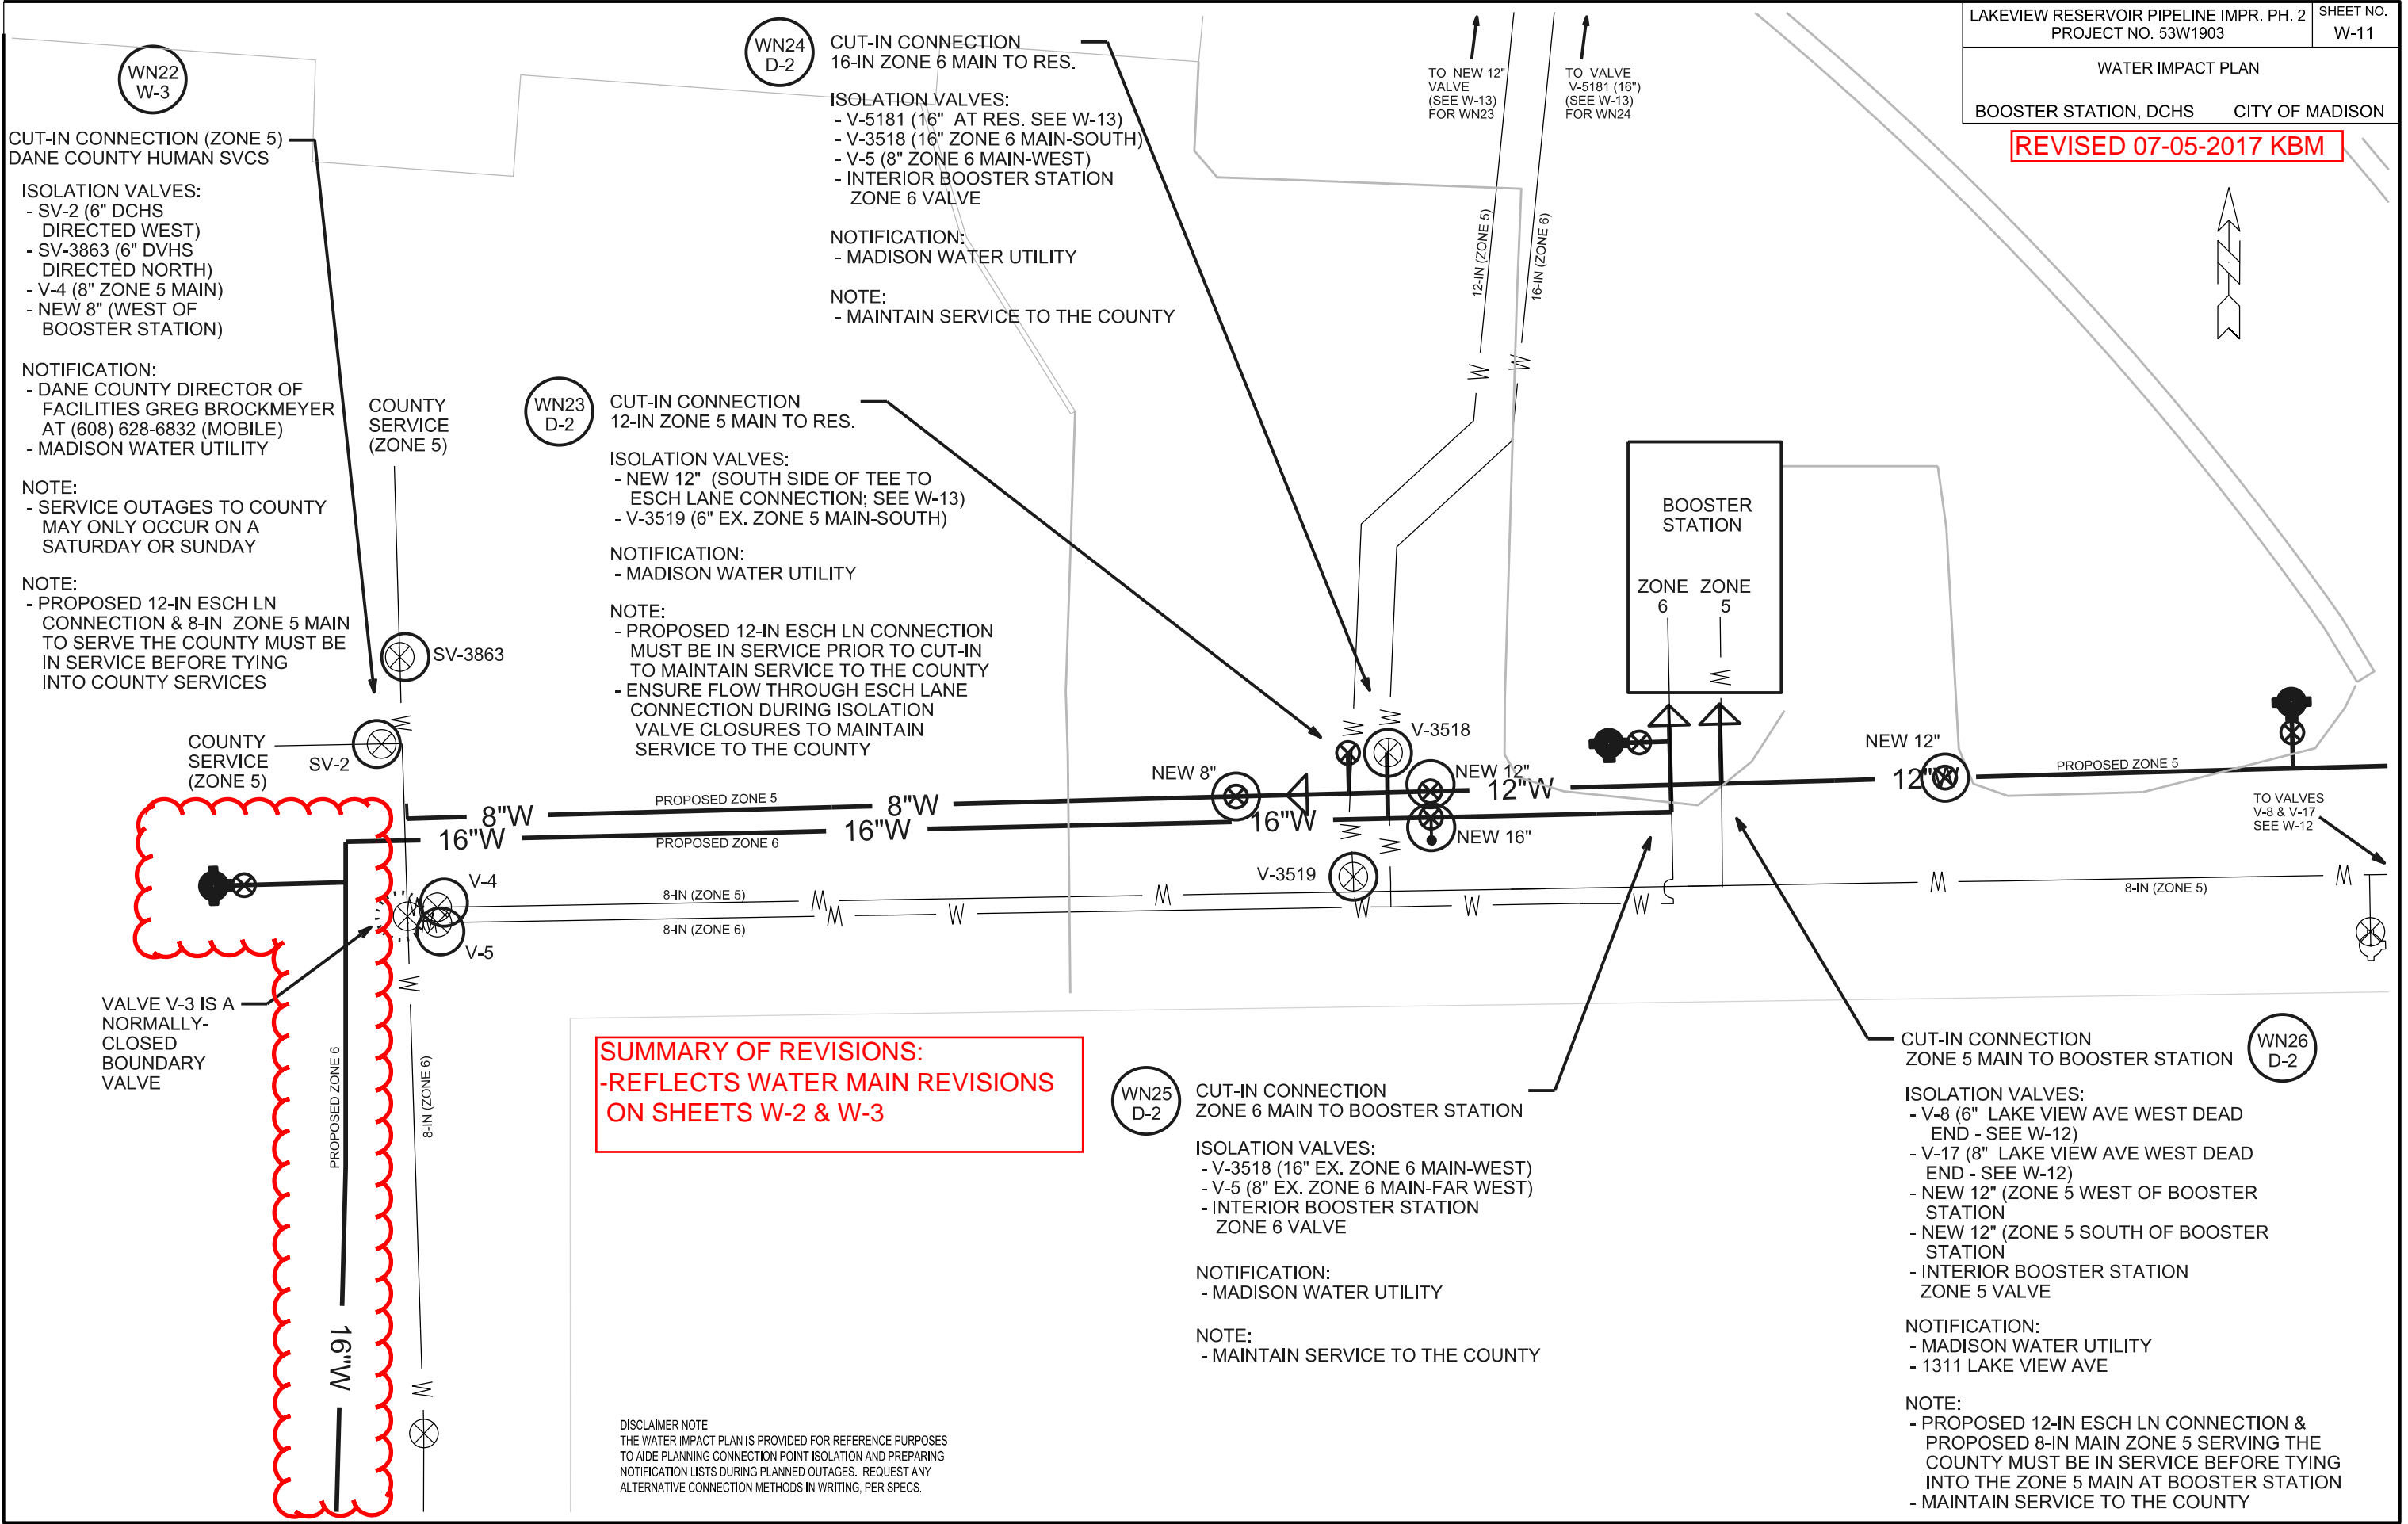 LAKEVIEW RESERVOIR PIPELINE IMPR. PH. 2
PROJECT NO. 53W1903
SHEET NO.
W-11
WATER IMPACT PLAN
BOOSTER STATION, DCHS CITY OF MADISON
REVISED 07-05-2017 KBM
N
WN22
W-3
CUT-IN CONNECTION (ZONE 5)
DANE COUNTY HUMAN SVCS
ISOLATION VALVES:
- SV-2 (6" DCHS
DIRECTED WEST)
- SV-3863 (6" DVHS
DIRECTED NORTH)
- V-4 (8" ZONE 5 MAIN)
- NEW 8" (WEST OF
BOOSTER STATION)
NOTIFICATION:
- DANE COUNTY DIRECTOR OF
FACILITIES GREG BROCKMEYER
AT (608) 628-6832 (MOBILE)
- MADISON WATER UTILITY
NOTE:
- SERVICE OUTAGES TO COUNTY
MAY ONLY OCCUR ON A
SATURDAY OR SUNDAY
NOTE:
- PROPOSED 12-IN ESCH LN
CONNECTION & 8-IN ZONE 5 MAIN
TO SERVE THE COUNTY MUST BE
IN SERVICE BEFORE TYING
INTO COUNTY SERVICES
WN24
D-2
CUT-IN CONNECTION
16-IN ZONE 6 MAIN TO RES.
ISOLATION VALVES:
- V-5181 (16" AT RES. SEE W-13)
- V-3518 (16" ZONE 6 MAIN-SOUTH)
- V-5 (8" ZONE 6 MAIN-WEST)
- INTERIOR BOOSTER STATION
ZONE 6 VALVE
NOTIFICATION:
- MADISON WATER UTILITY
NOTE:
- MAINTAIN SERVICE TO THE COUNTY
TO NEW 12"
VALVE
(SEE W-13)
FOR WN23
TO VALVE
V-5181 (16")
(SEE W-13)
FOR WN24
12-IN (ZONE 5)
16-IN (ZONE 6)
W
W
WN23
D-2
CUT-IN CONNECTION
12-IN ZONE 5 MAIN TO RES.
ISOLATION VALVES:
- NEW 12" (SOUTH SIDE OF TEE TO
ESCH LANE CONNECTION; SEE W-13)
- V-3519 (6" EX. ZONE 5 MAIN-SOUTH)
NOTIFICATION:
- MADISON WATER UTILITY
NOTE:
- PROPOSED 12-IN ESCH LN CONNECTION
MUST BE IN SERVICE PRIOR TO CUT-IN
TO MAINTAIN SERVICE TO THE COUNTY
- ENSURE FLOW THROUGH ESCH LANE
CONNECTION DURING ISOLATION
VALVE CLOSURES TO MAINTAIN
SERVICE TO THE COUNTY
COUNTY
SERVICE
(ZONE 5)
BOOSTER
STATION
ZONE
6
ZONE
5
W
SV-3863
W
COUNTY
SERVICE
(ZONE 5)
SV-2
W
W
V-3518
NEW 8"
NEW 12"
NEW 12"
PROPOSED ZONE 5
8"W
PROPOSED ZONE 5
8"W
12"W
12"W
16"W
PROPOSED ZONE 6
16"W
16"W
NEW 16"
W
W
V-3519
TO VALVES
V-8 & V-17
SEE W-12
V-4
V-5
8-IN (ZONE 5)
W
W
W
W
8-IN (ZONE 5)
8-IN (ZONE 6)
W
W
W
W
W
W
VALVE V-3 IS A
NORMALLY-
CLOSED
BOUNDARY
VALVE
PROPOSED ZONE 6
16"W
8-IN (ZONE 6)
W
SUMMARY OF REVISIONS:
-REFLECTS WATER MAIN REVISIONS
ON SHEETS W-2 & W-3
WN25
D-2
CUT-IN CONNECTION
ZONE 6 MAIN TO BOOSTER STATION
ISOLATION VALVES:
- V-3518 (16" EX. ZONE 6 MAIN-WEST)
- V-5 (8" EX. ZONE 6 MAIN-FAR WEST)
- INTERIOR BOOSTER STATION
ZONE 6 VALVE
NOTIFICATION:
- MADISON WATER UTILITY
NOTE:
- MAINTAIN SERVICE TO THE COUNTY
CUT-IN CONNECTION
ZONE 5 MAIN TO BOOSTER STATION
WN26
D-2
ISOLATION VALVES:
- V-8 (6" LAKE VIEW AVE WEST DEAD
END - SEE W-12)
- V-17 (8" LAKE VIEW AVE WEST DEAD
END - SEE W-12)
- NEW 12" (ZONE 5 WEST OF BOOSTER
STATION
- NEW 12" (ZONE 5 SOUTH OF BOOSTER
STATION
- INTERIOR BOOSTER STATION
ZONE 5 VALVE
NOTIFICATION:
- MADISON WATER UTILITY
- 1311 LAKE VIEW AVE
NOTE:
- PROPOSED 12-IN ESCH LN CONNECTION &
PROPOSED 8-IN MAIN ZONE 5 SERVING THE
COUNTY MUST BE IN SERVICE BEFORE TYING
INTO THE ZONE 5 MAIN AT BOOSTER STATION
- MAINTAIN SERVICE TO THE COUNTY
DISCLAIMER NOTE:
THE WATER IMPACT PLAN IS PROVIDED FOR REFERENCE PURPOSES
TO AIDE PLANNING CONNECTION POINT ISOLATION AND PREPARING
NOTIFICATION LISTS DURING PLANNED OUTAGES. REQUEST ANY
ALTERNATIVE CONNECTION METHODS IN WRITING, PER SPECS.